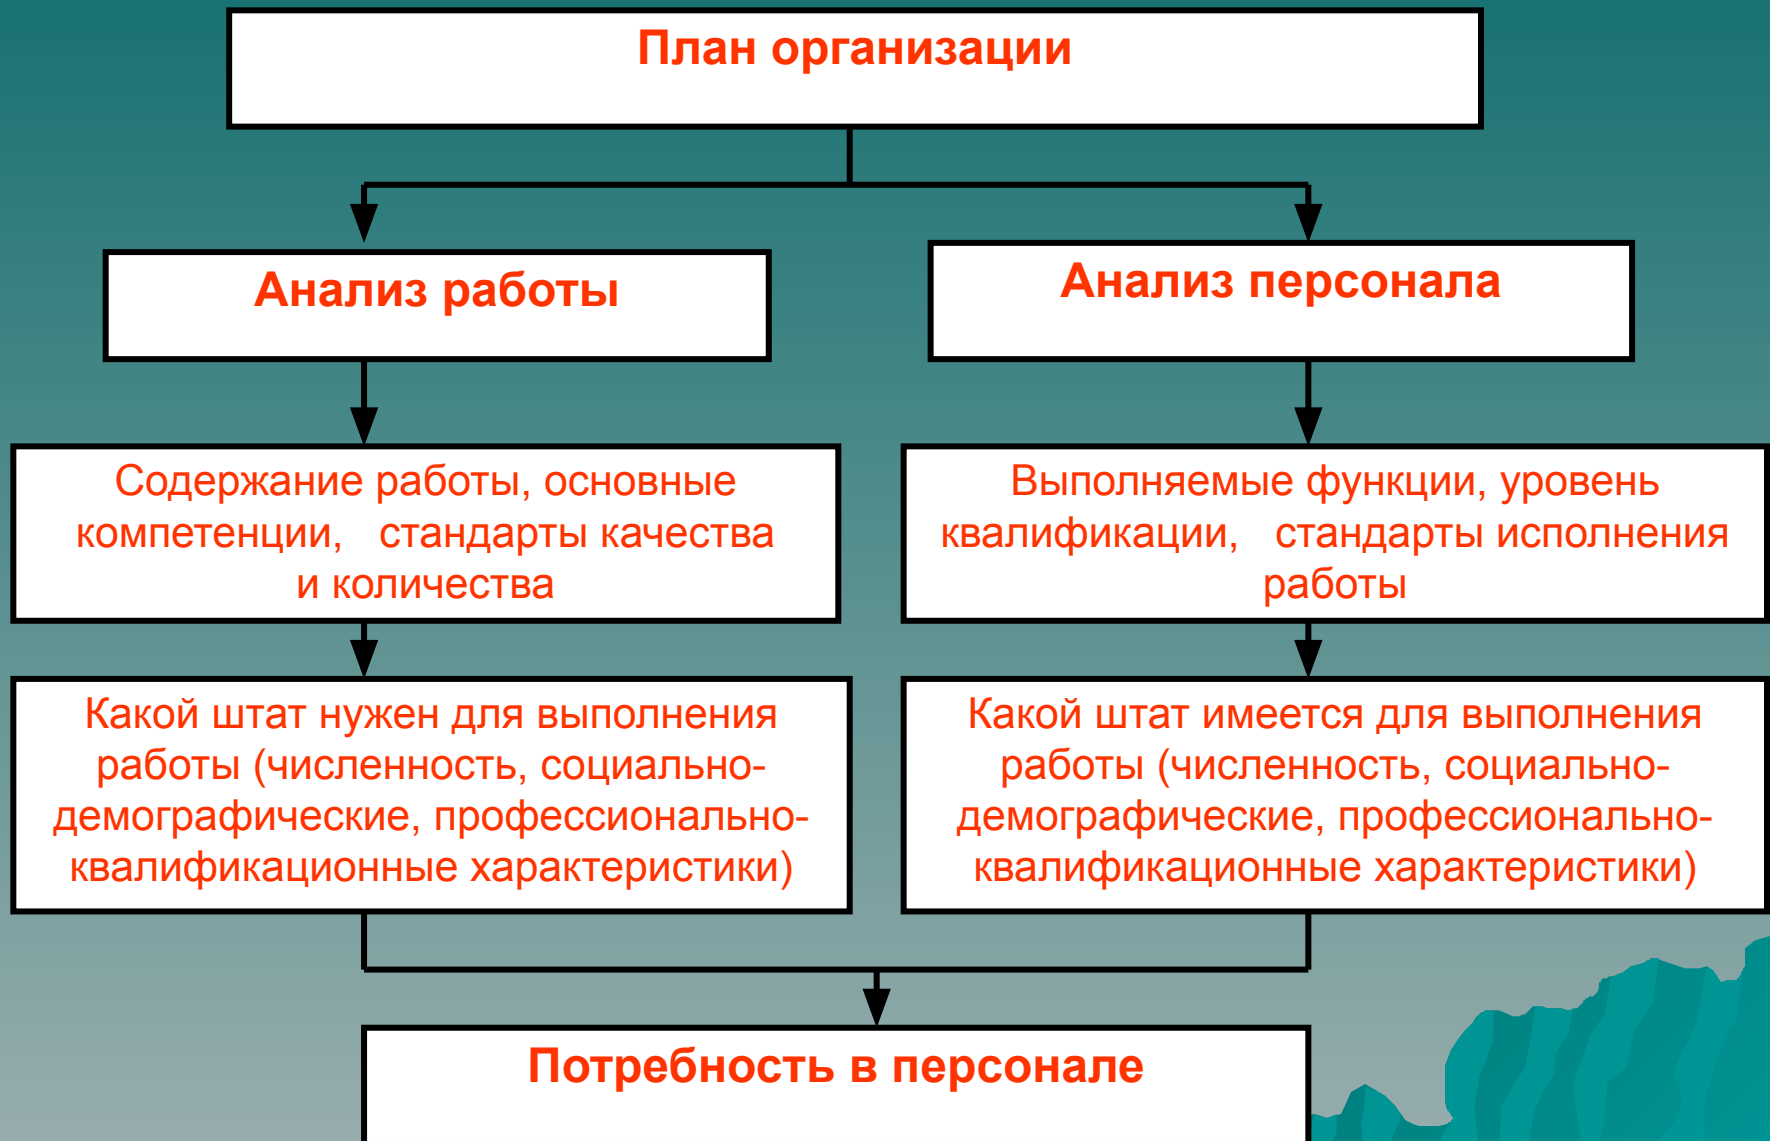 План организации
Анализ работы
Анализ персонала
Содержание работы, основные
компетенции, стандарты качества
и количества
Выполняемые функции, уровень
квалификации, стандарты исполнения
работы
Какой штат нужен для выполнения
работы (численность, социально-
демографические, профессионально-
квалификационные характеристики)
Какой штат имеется для выполнения
работы (численность, социально-
демографические, профессионально-
квалификационные характеристики)
Потребность в персонале